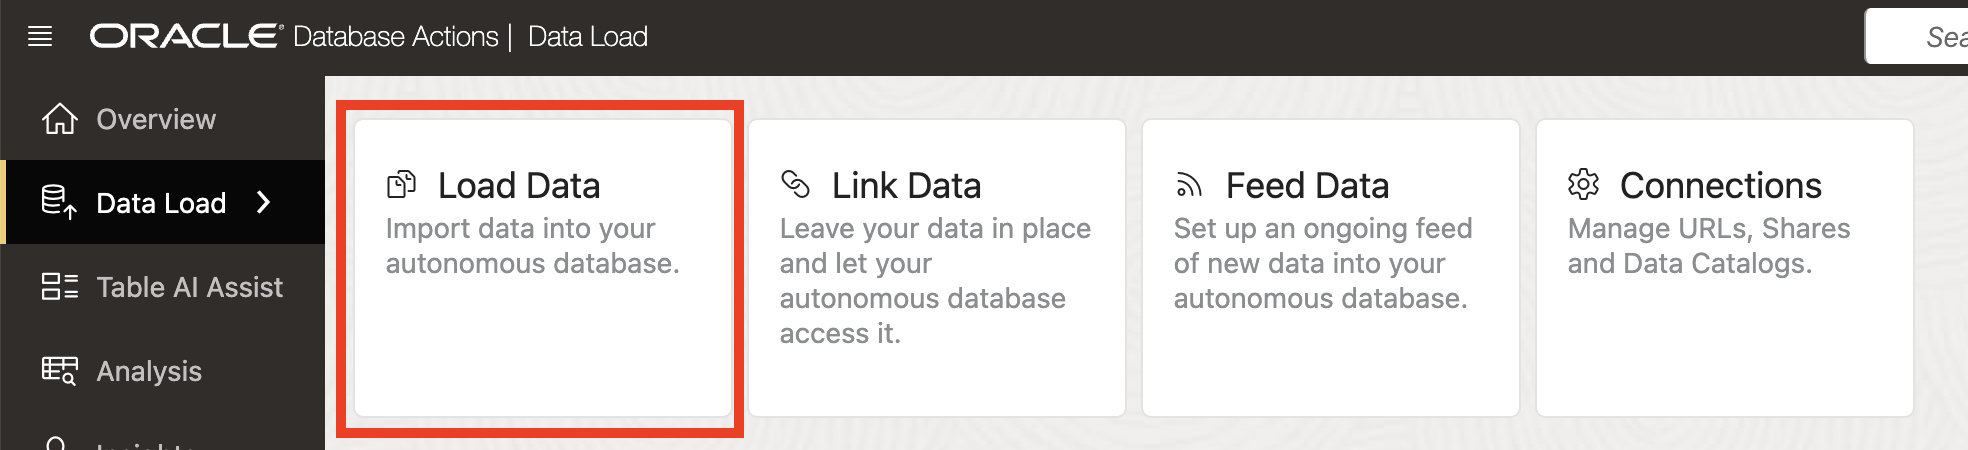 ORACLE Database Actions | Data Load
Overview
Data Load
Table AI Assist
Analysis
Load Data
Import data into your
autonomous database.
Link Data
Leave your data in place
and let your
autonomous database
access it.
Feed Data
Set up an ongoing feed
of new data into your
autonomous database.
Connections
Manage URLs, Shares
and Data Catalogs.